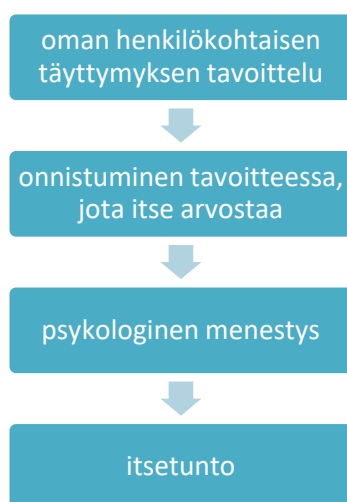 oman henkilökohtaisen
täyttymyksen tavoittelu
onnistuminen tavoitteessa,
jota itse arvostaa
psykologinen menestys
itsetunto